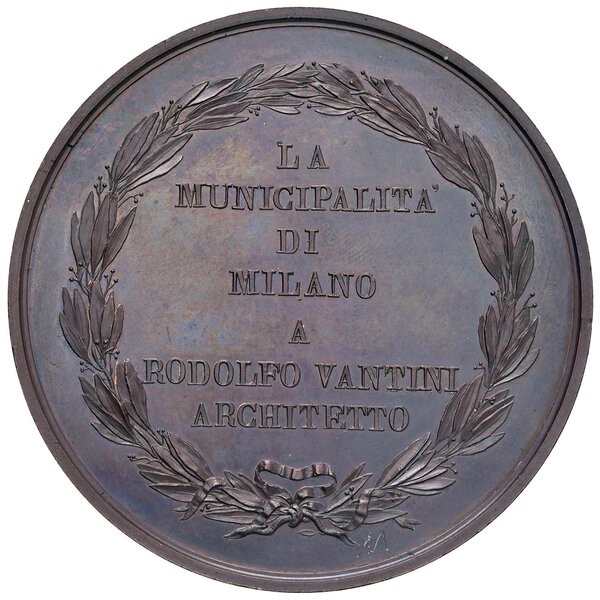 LA
MUNICIPALITA'
DI
MILANO
A
RODOLFO VANTINI
ARCHITETTO